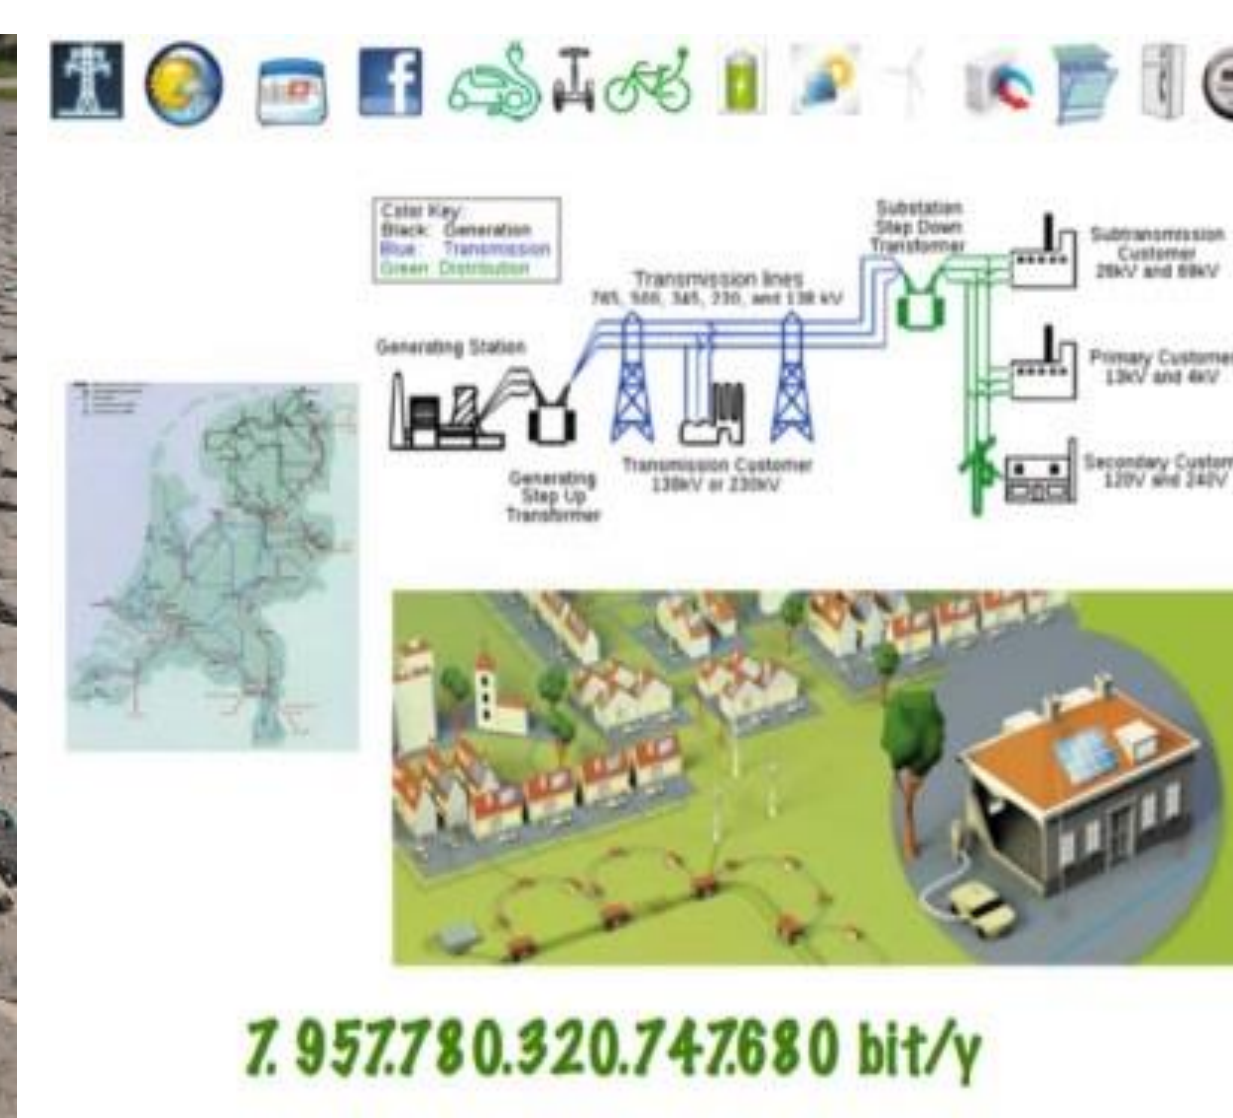 f
Color Key:
Black: Generation
Blue: Transmission
Green: Distribution
Substation
Step Down
Transformer
Subtransmission
Customer
26kV and 69kV
Transmission lines
765, 500, 345, 230, and 138 kV
Generating Station
Primary Customer
13kV and 4kV
Transmission Customer
138kV or 230kV
Generating
Step Up
Transformer
Secondary Custom
120V and 240V
7.957.780.320.747.680 bit/y